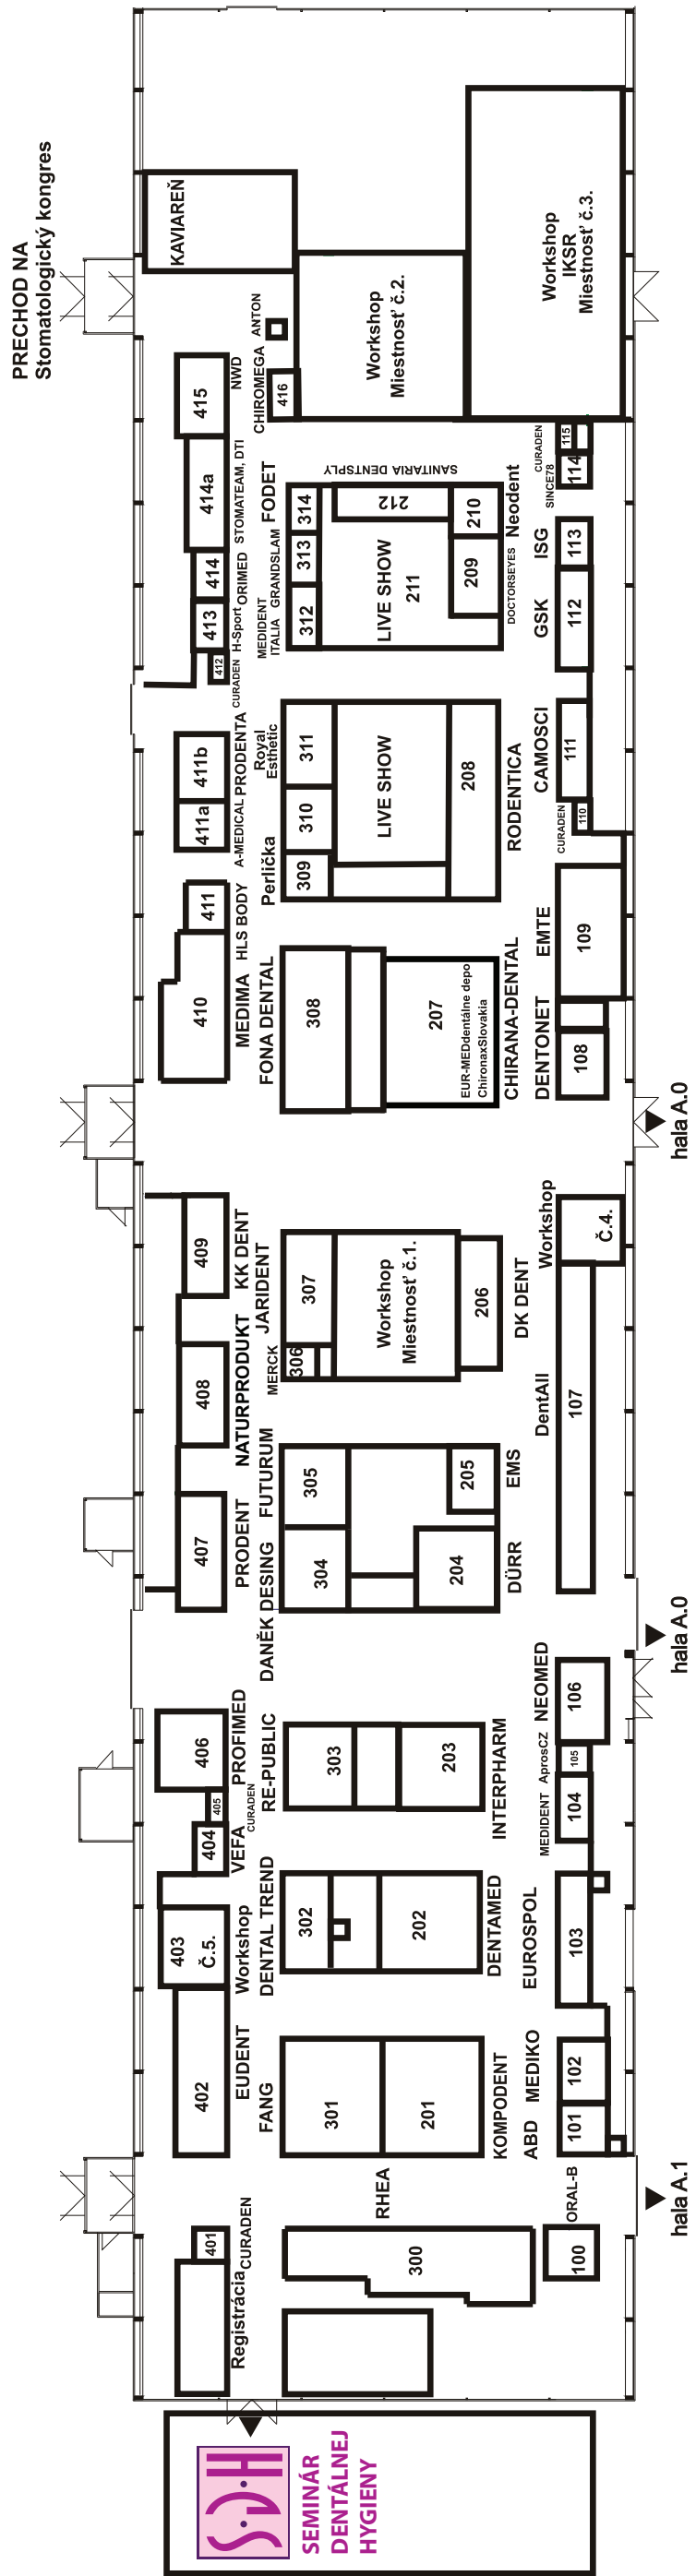 PRECHOD NA
Stomatologický kongres
KAVIAREŇ
Workshop
IKSR
Miestnosť č.3.
Workshop
Miestnosť č.2.
ANTON
CHIROMEGA
416
NWD
415
STOMATEAM, DTI
414a
ORIMED
414
H-Sport
413
CURADEN
412
FODET
314
GRANDSLAM
313
MEDIDENT
ITALIA
312
SANITARIA DENTSPLY
212
LIVE SHOW
211
210
Neodent
209
DOCTORSEYES
CURADEN
115
SINCE78
114
ISG
113
GSK
112
PRODENTA
411b
A-MEDICAL
411a
Royal
Esthetic
311
310
Perlička
309
LIVE SHOW
208
RODENTICA
CAMOSCI
111
CURADEN
110
HLS BODY
411
MEDIMA
410
FONA DENTAL
308
207
EUR-MEDdentálne depo
ChironaxSlovakia
CHIRANA-DENTAL
EMTE
109
DENTONET
108
hala A.0
KK DENT
409
JARIDENT
307
MERCK
306
Workshop
Miestnosť č.1.
206
DK DENT
Workshop
Č.4.
NATURPRODUKT
408
DentAll
107
PRODENT
407
FUTURUM
305
DANĚK DESING
304
205
EMS
204
DÜRR
hala A.0
PROFIMED
406
CURADEN
405
VEFA
404
RE-PUBLIC
303
203
INTERPHARM
NEOMED
106
AprosCZ
105
MEDIDENT
104
Workshop
403
Č.5.
DENTAL TREND
302
202
DENTAMED
EUROSPOL
103
EUDENT
402
FANG
301
201
KOMPODENT
MEDIKO
102
ABD
101
hala A.1
CURADEN
401
Registrácia
RHEA
300
ORAL-B
100
H.G.S
SEMINÁR
DENTÁLNEJ
HYGIENY